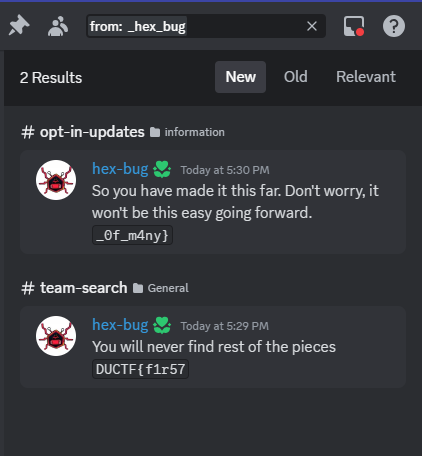 from: _hex_bug
2 Results
New Old Relevant
# opt-in-updates information
hex-bug Today at 5:30 PM
So you have made it this far. Don't worry, it
won't be this easy going forward.
_0f_m4ny}
# team-search General
hex-bug Today at 5:29 PM
You will never find rest of the pieces
DUCTF{f1r57